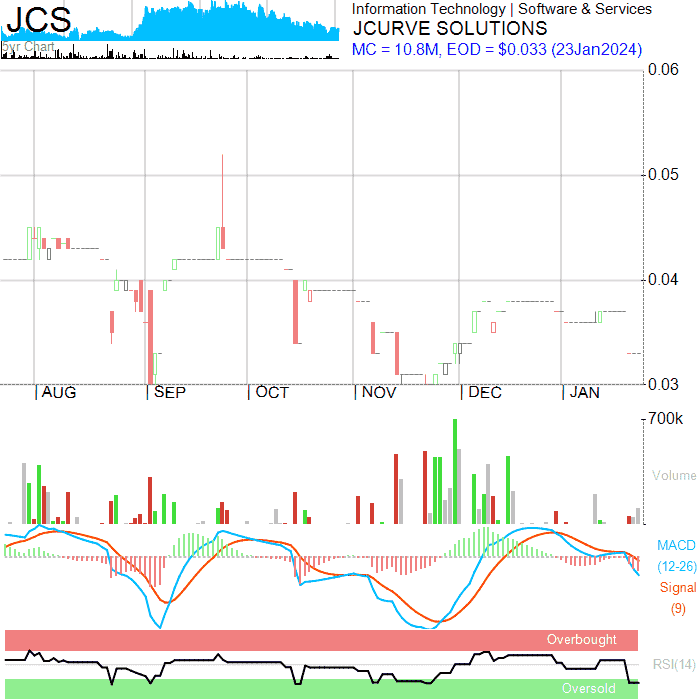 JCS
5yr Chart
Information Technology | Software & Services
JCURVE SOLUTIONS
MC = 10.8M, EOD = $0.033 (23Jan2024)
0.06
0.05
0.04
0.03
| AUG | SEP | OCT | NOV | DEC | JAN
700k
Volume
MACD
(12-26)
Signal
(9)
Overbought
RSI(14)
Oversold